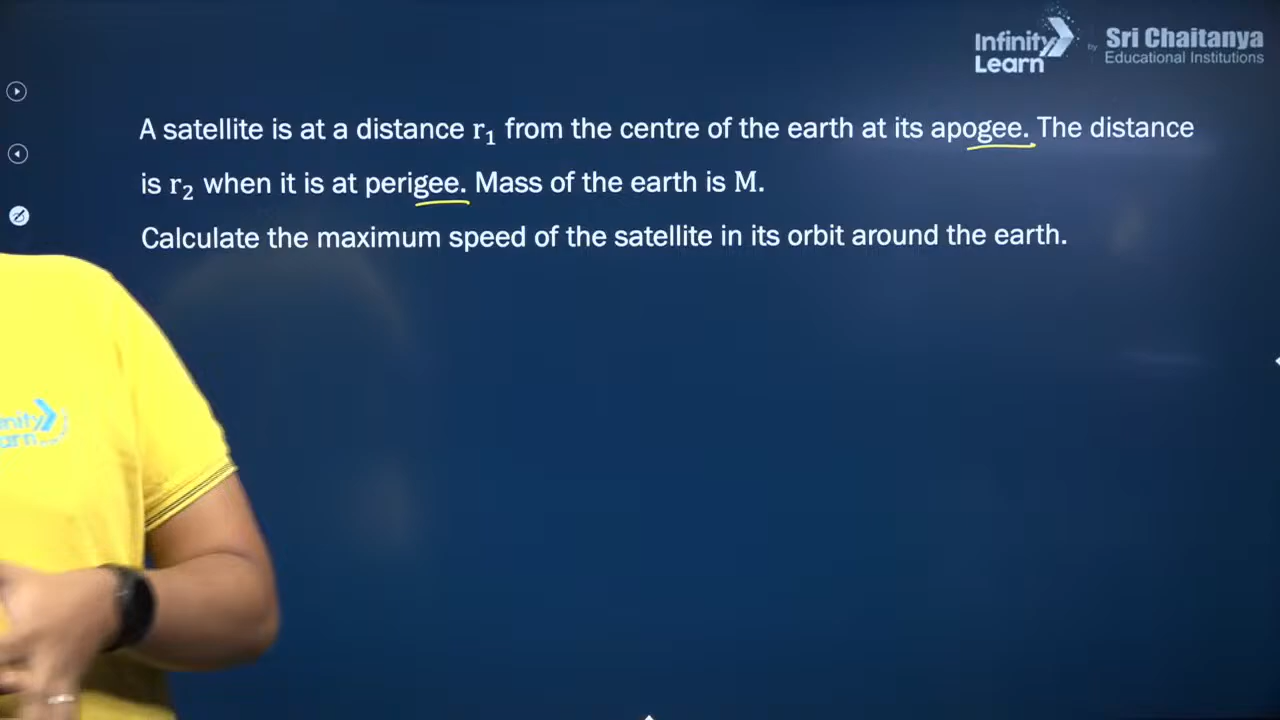 Infinity
Learn
by
Sri Chaitanya
Educational Institutions
A satellite is at a distance r₁ from the centre of the earth at its apogee. The distance
is r₂ when it is at perigee. Mass of the earth is M.
Calculate the maximum speed of the satellite in its orbit around the earth.